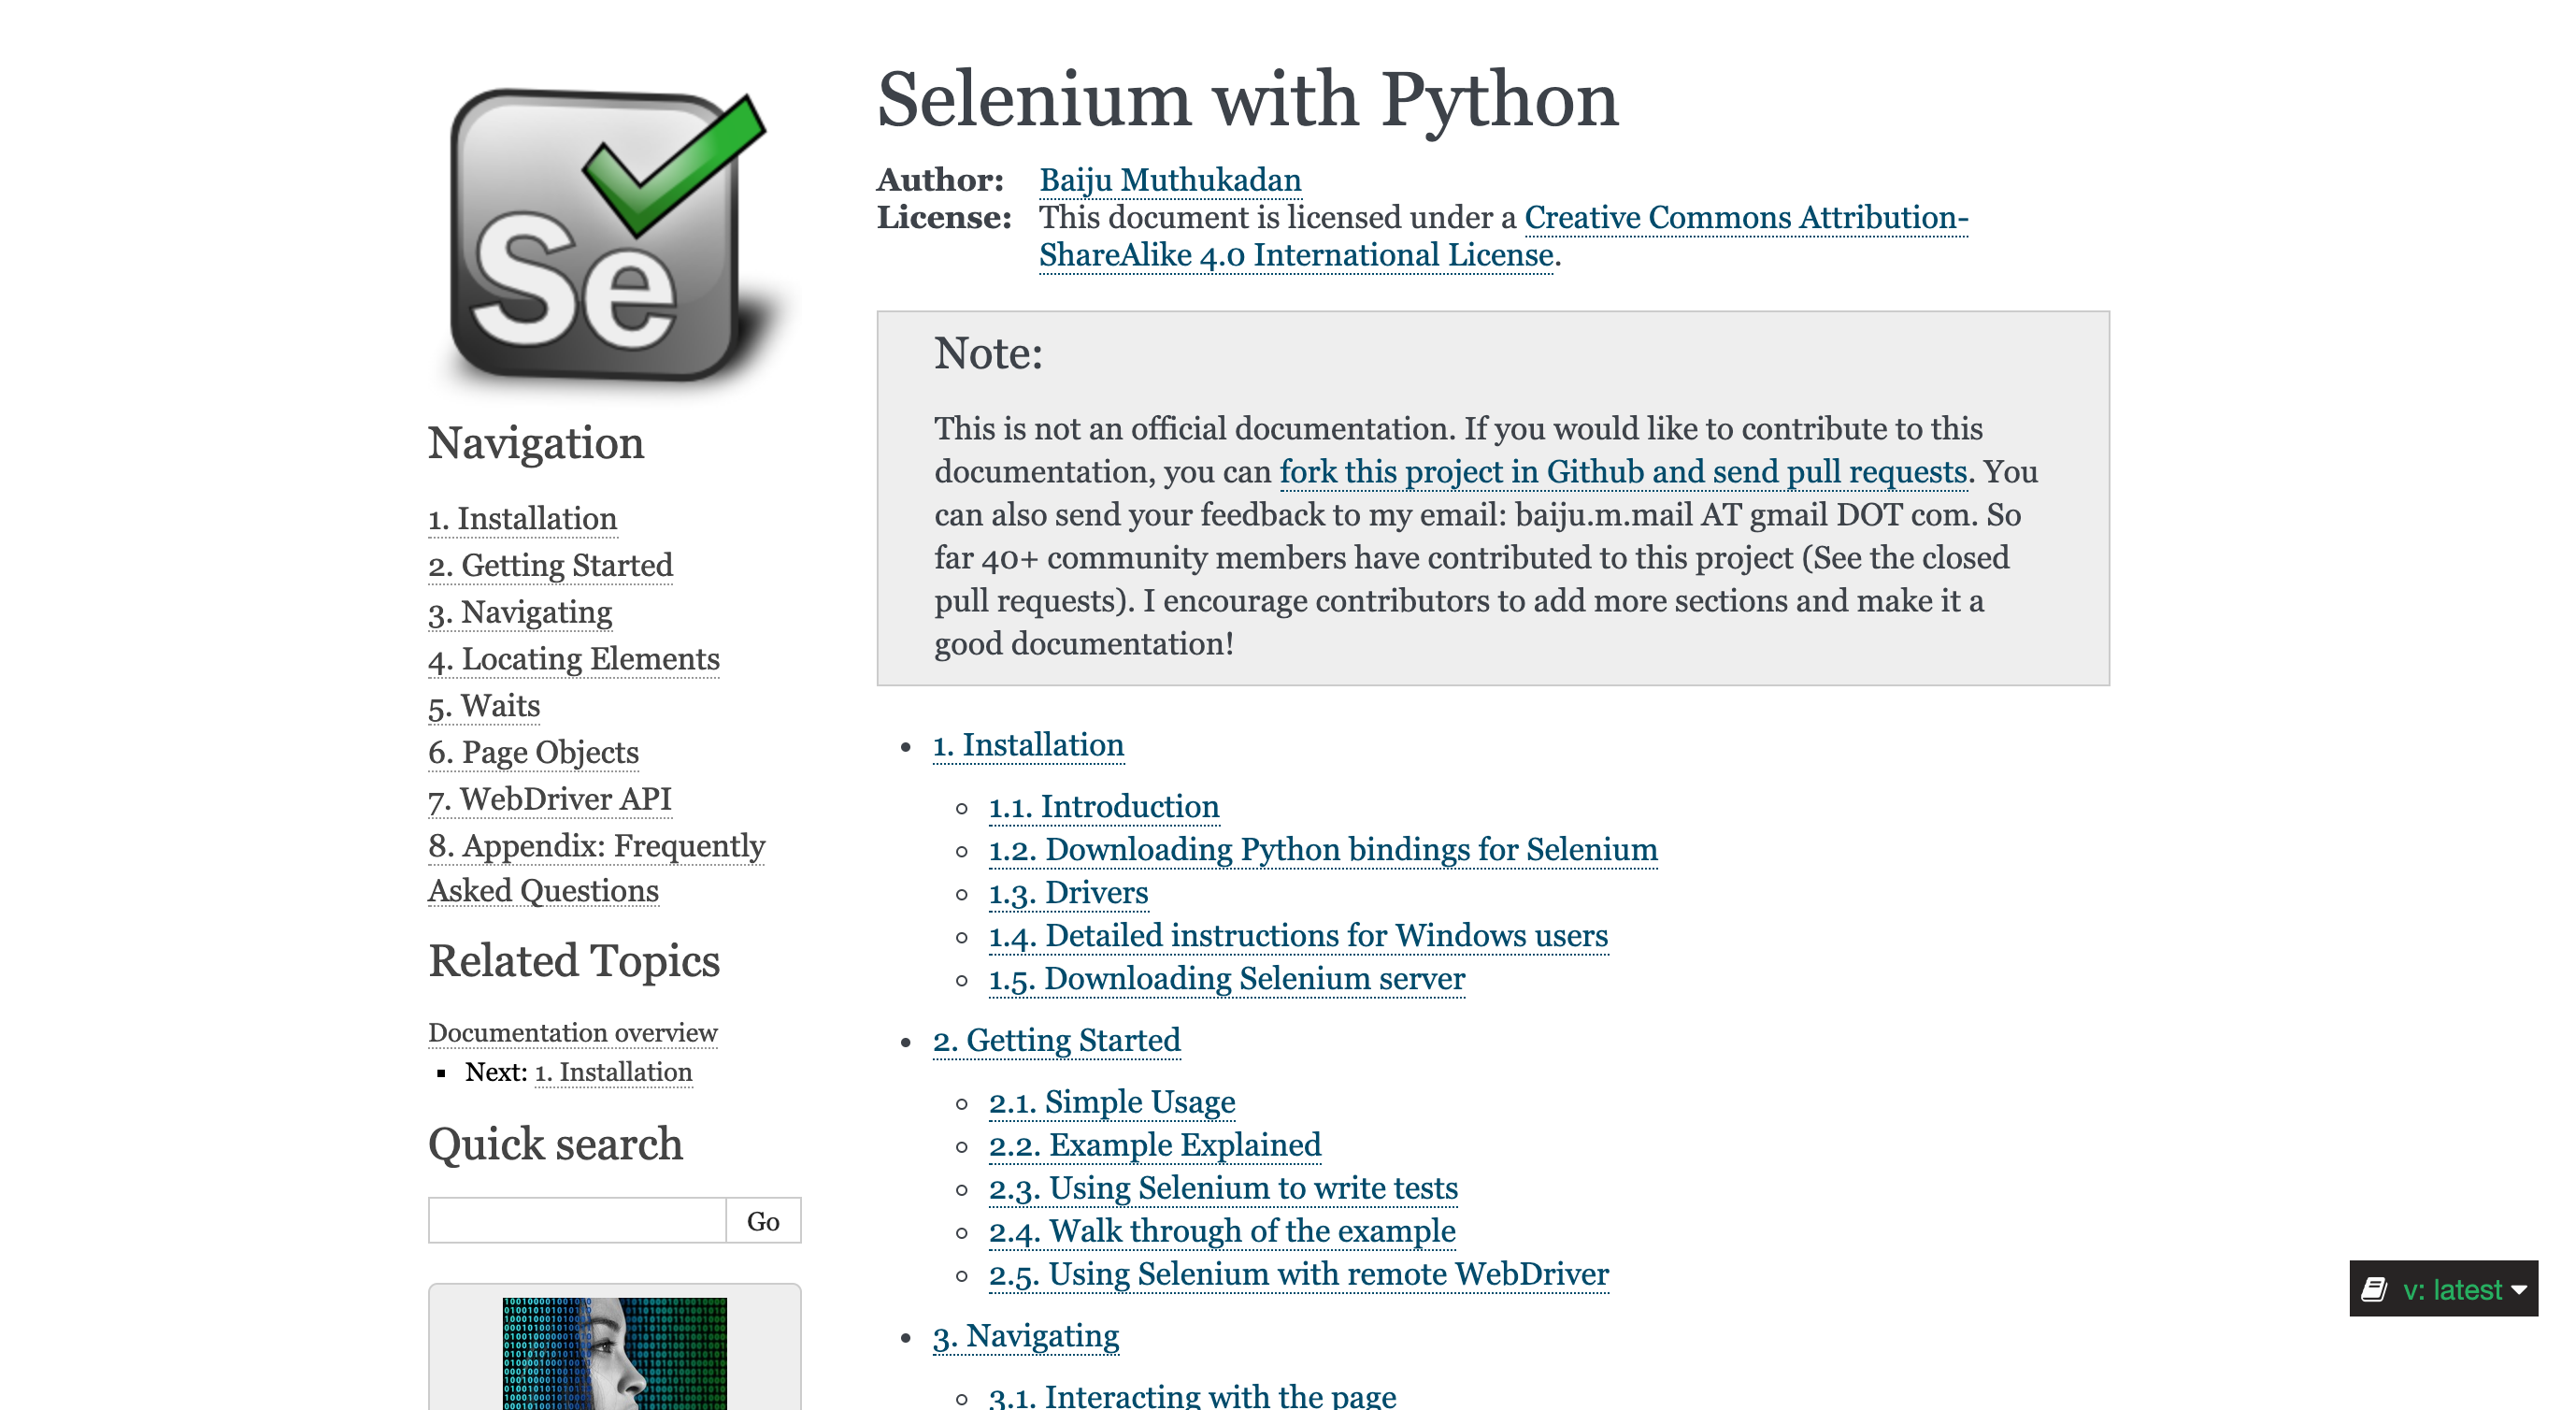 Se
Navigation
1. Installation
2. Getting Started
3. Navigating
4. Locating Elements
5. Waits
6. Page Objects
7. WebDriver API
8. Appendix: Frequently
Asked Questions
Related Topics
Documentation overview
Next: 1. Installation
Quick search
Go
Selenium with Python
Author: Baiju Muthukadan
License: This document is licensed under a Creative Commons Attribution-
ShareAlike 4.0 International License.
Note:
This is not an official documentation. If you would like to contribute to this
documentation, you can fork this project in Github and send pull requests. You
can also send your feedback to my email: baiju.m.mail AT gmail DOT com. So
far 40+ community members have contributed to this project (See the closed
pull requests). I encourage contributors to add more sections and make it a
good documentation!
1. Installation
1.1. Introduction
1.2. Downloading Python bindings for Selenium
1.3. Drivers
1.4. Detailed instructions for Windows users
1.5. Downloading Selenium server
2. Getting Started
2.1. Simple Usage
2.2. Example Explained
2.3. Using Selenium to write tests
2.4. Walk through of the example
2.5. Using Selenium with remote WebDriver
3. Navigating
3.1. Interacting with the page
v: latest